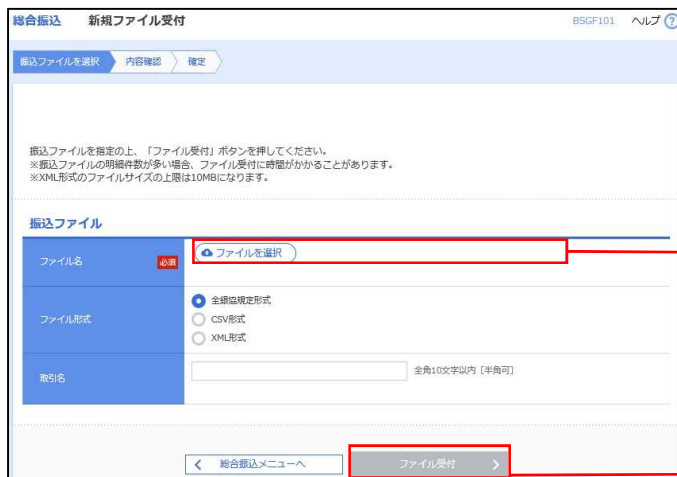 総合振込 新規ファイル受付 BSGF101 ヘルプ ?
振込ファイルを選択 内容確認 確定
振込ファイルを指定の上、「ファイル受付」ボタンを押してください。
※振込ファイルの明細件数が多い場合、ファイル受付に時間がかかることがあります。
※XML形式のファイルサイズの上限は10MBになります。
振込ファイル
ファイル名 必須 ファイルを選択
ファイル形式
全銀協規定形式
CSV形式
XML形式
取引名 全角10文字以内 [半角可]
総合振込メニューへ ファイル受付